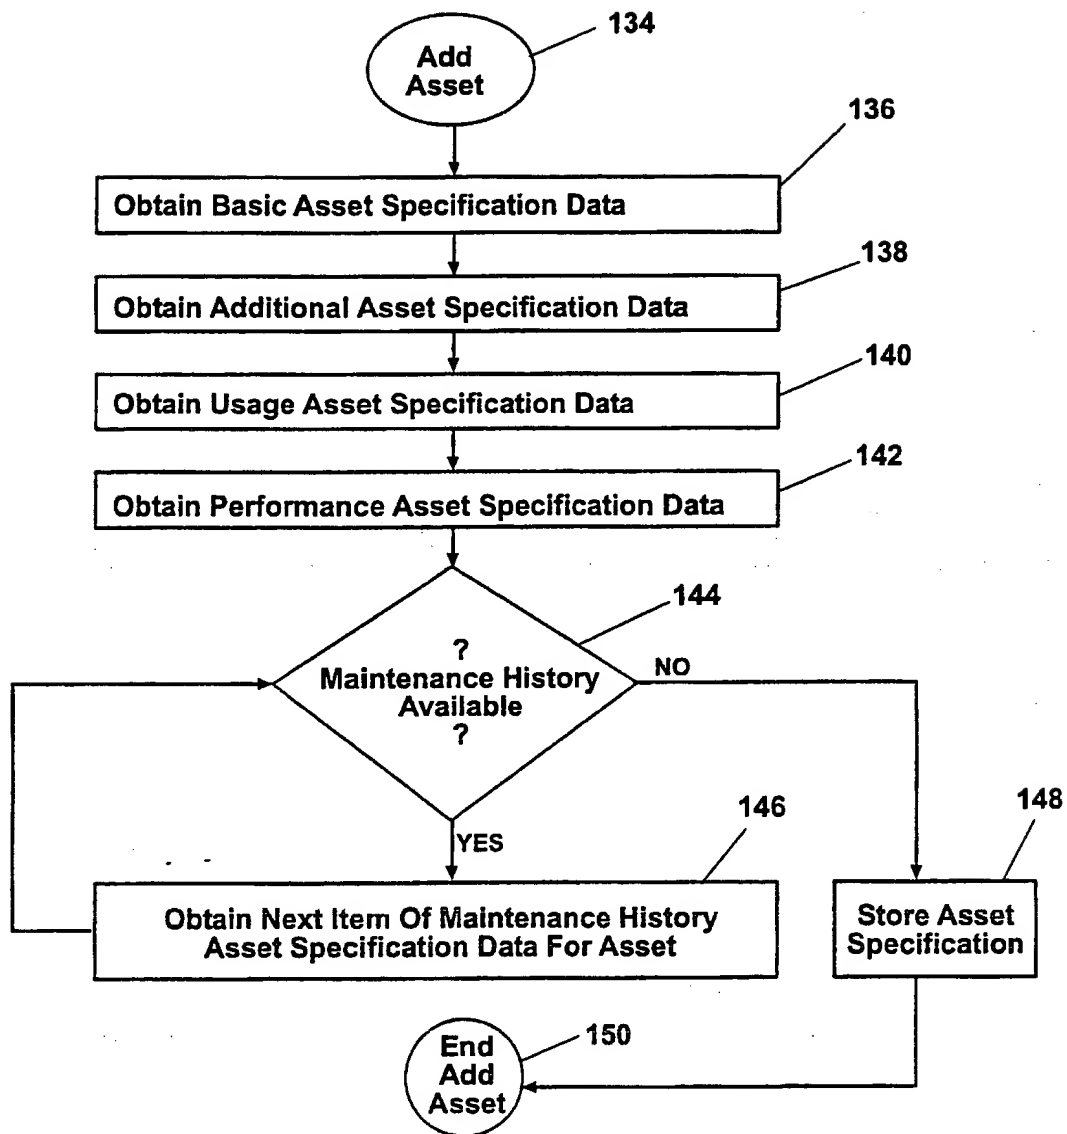 Add
Asset
134
136
Obtain Basic Asset Specification Data
138
Obtain Additional Asset Specification Data
140
Obtain Usage Asset Specification Data
142
Obtain Performance Asset Specification Data
144
?
Maintenance History
Available
?
NO
YES
146
148
Obtain Next Item Of Maintenance History
Asset Specification Data For Asset
Store Asset
Specification
End
Add
Asset
150